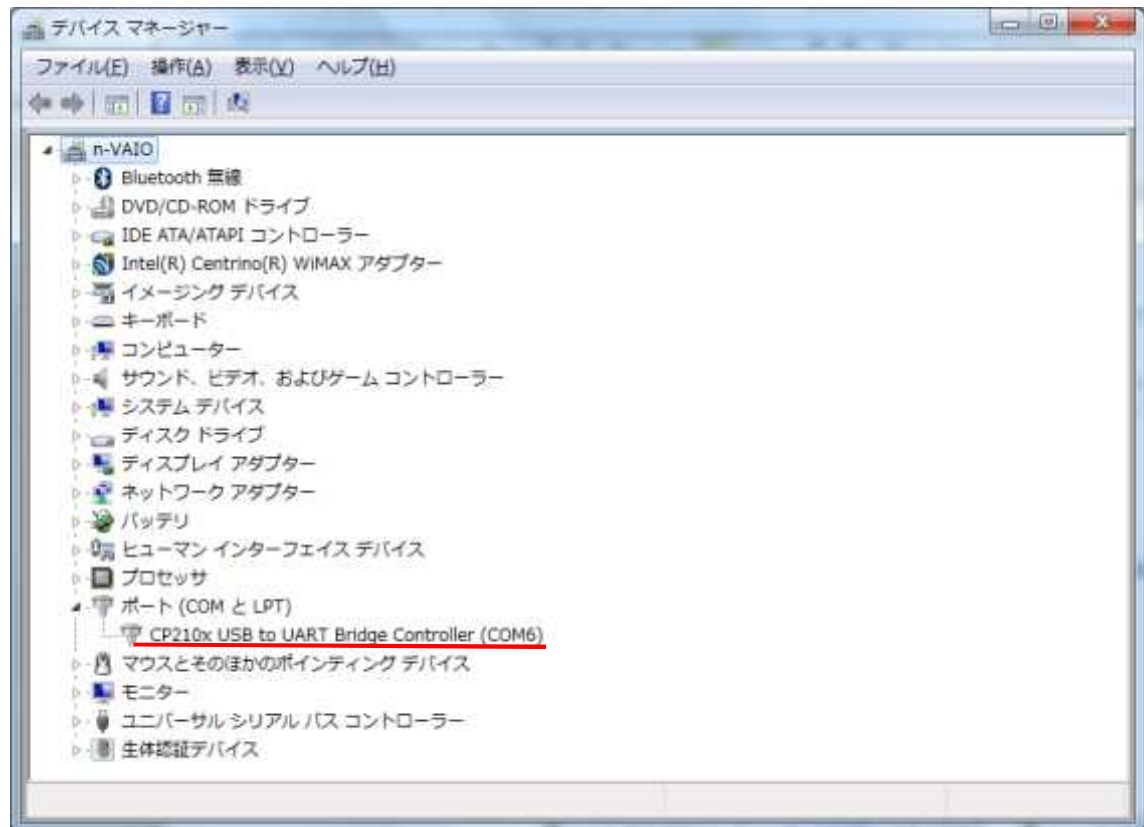 デバイス マネージャー
ファイル(F) 操作(A) 表示(V) ヘルプ(H)
n-VAIO
Bluetooth 無線
DVD/CD-ROM ドライブ
IDE ATA/ATAPI コントローラー
Intel(R) Centrino(R) WiMAX アダプター
イメージング デバイス
キーボード
コンピューター
サウンド、ビデオ、およびゲーム コントローラー
システム デバイス
ディスク ドライブ
ディスプレイ アダプター
ネットワーク アダプター
バッテリ
ヒューマン インターフェイス デバイス
プロセッサ
ポート (COM と LPT)
CP210x USB to UART Bridge Controller (COM6)
マウスとそのほかのポインティング デバイス
モニター
ユニバーサル シリアル バス コントローラー
生体認証デバイス